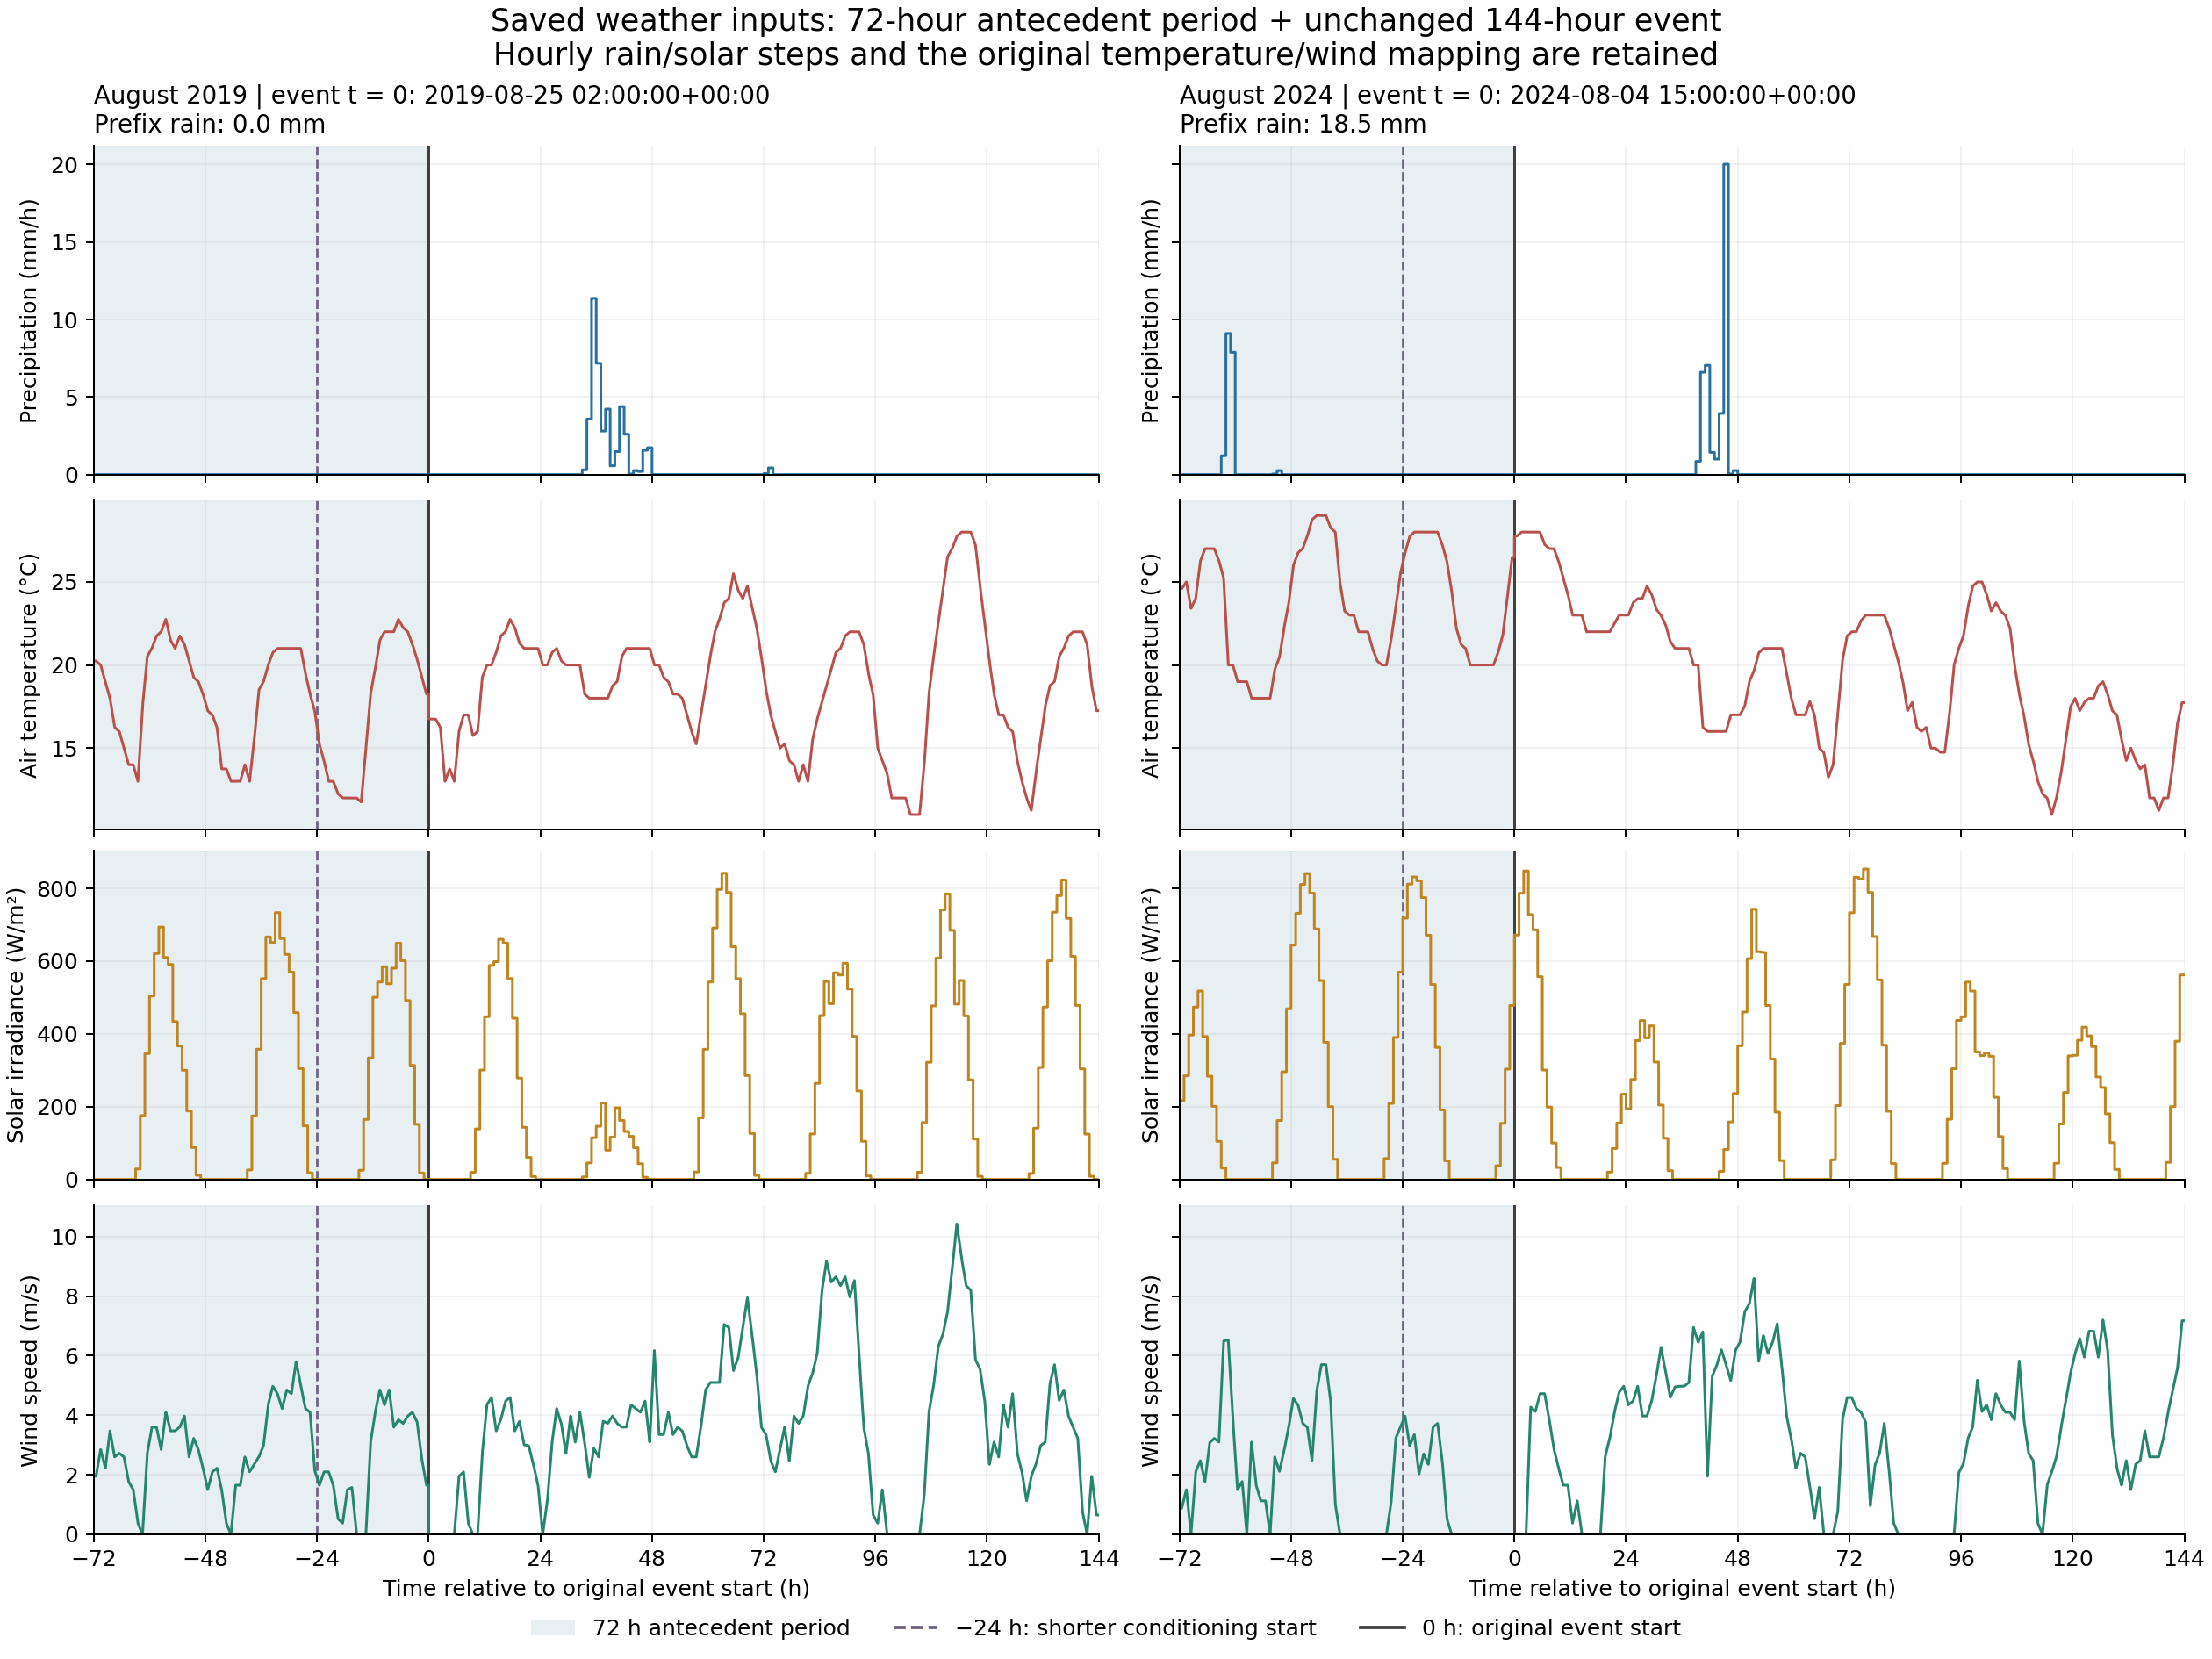 Saved weather inputs: 72-hour antecedent period + unchanged 144-hour event
Hourly rain/solar steps and the original temperature/wind mapping are retained
August 2019 | event t = 0: 2019-08-25 02:00:00+00:00
Prefix rain: 0.0 mm
August 2024 | event t = 0: 2024-08-04 15:00:00+00:00
Prefix rain: 18.5 mm
Precipitation (mm/h)
20
15
10
5
0
Precipitation (mm/h)
Air temperature (°C)
25
20
15
Air temperature (°C)
Solar irradiance (W/m²)
800
600
400
200
0
Solar irradiance (W/m²)
Wind speed (m/s)
10
8
6
4
2
0
Wind speed (m/s)
−72 −48 −24 0 24 48 72 96 120 144
−72 −48 −24 0 24 48 72 96 120 144
Time relative to original event start (h)
Time relative to original event start (h)
72 h antecedent period
−24 h: shorter conditioning start
0 h: original event start